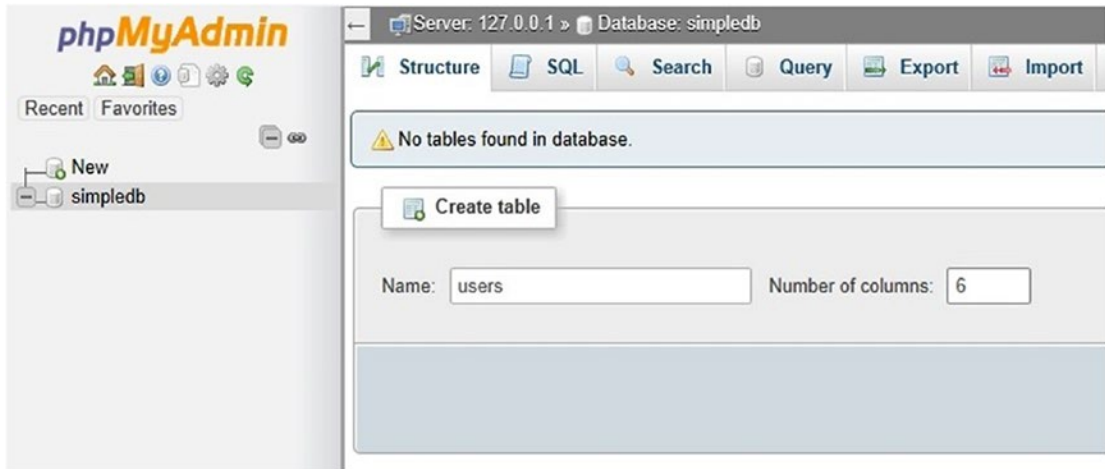 phpMyAdmin
Recent Favorites
New
simpledb
Server: 127.0.0.1 » Database: simpledb
Structure SQL Search Query Export Import
No tables found in database.
Create table
Name: users Number of columns: 6